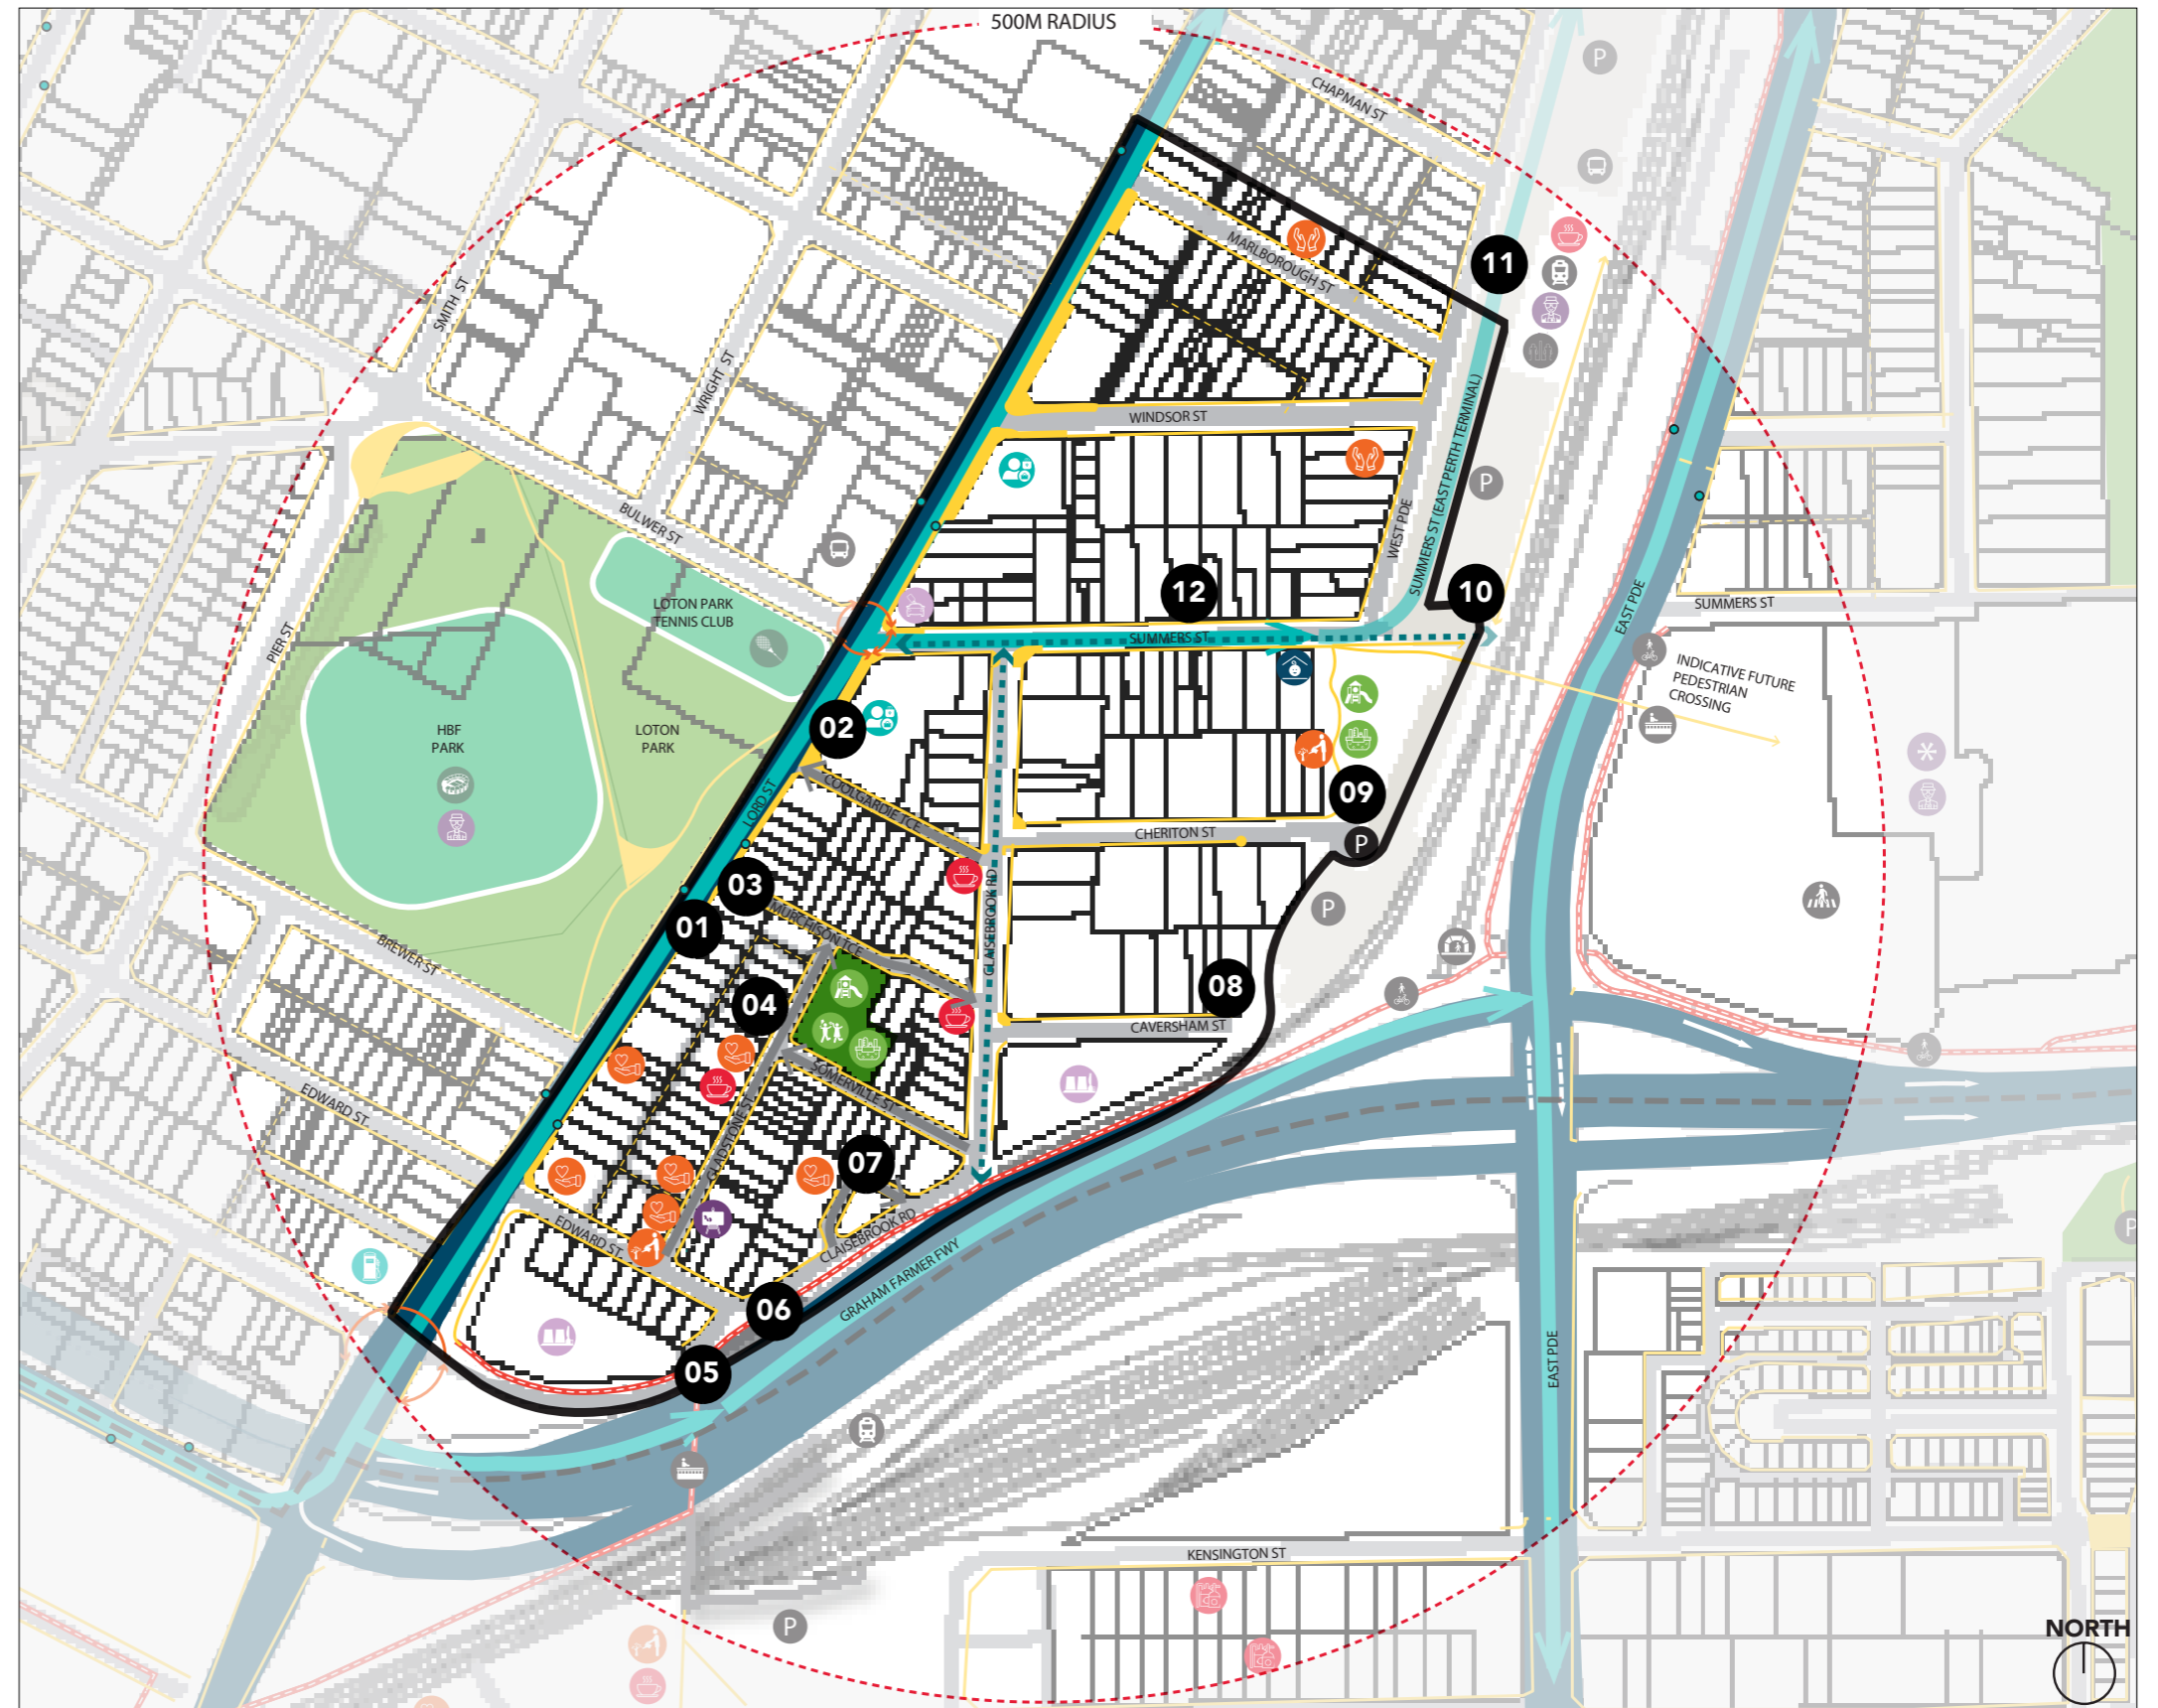 500M RADIUS
CHAPMAN ST
MARLBOROUGH ST
11
SMITH ST
WRIGHT ST
WINDSOR ST
SUMMERS ST (EAST PERTH TERMINAL)
P
P
WEST PDE
BULWER ST
12
10
LOTON PARK
TENNIS CLUB
SUMMERS ST
SUMMERS ST
EAST PDE
PIER ST
INDICATIVE FUTURE
PEDESTRIAN
CROSSING
HBF
PARK
LOTON
PARK
02
LORD ST
COOLGARDIE TCE
09
CHERITON ST
P
03
01
MURCHISON TCE
CLAISEBROOK RD
P
BREWER ST
04
08
CAVERSHAM ST
SOMERVILLE ST
EDWARD ST
GLADSTONE ST
07
EDWARD ST
CLAISEBROOK RD
P
06
GRAHAM FARMER FWY
05
EAST PDE
KENSINGTON ST
P
NORTH